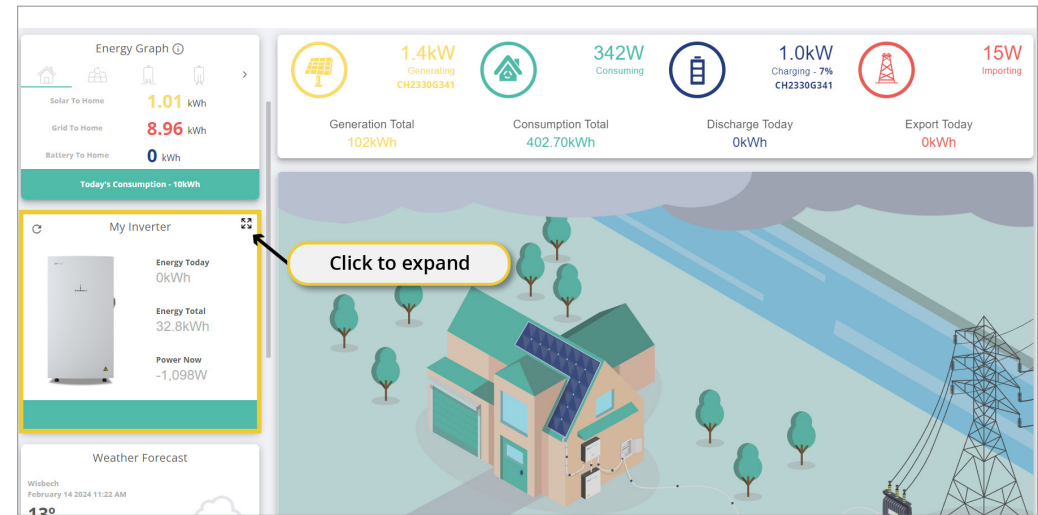 Energy Graph
Solar To Home 1.01 kWh
Grid To Home 8.96 kWh
Battery To Home 0 kWh
Today's Consumption - 10kWh
1.4kW
Generating
CH2330G341
342W
Consuming
1.0kW
Charging - 7%
CH2330G341
15W
Importing
Generation Total
102kWh
Consumption Total
402.70kWh
Discharge Today
0kWh
Export Today
0kWh
My Inverter
Energy Today
0kWh
Energy Total
32.8kWh
Power Now
-1,098W
Click to expand
Weather Forecast
Wisbech
February 14 2024 11:22 AM
13°